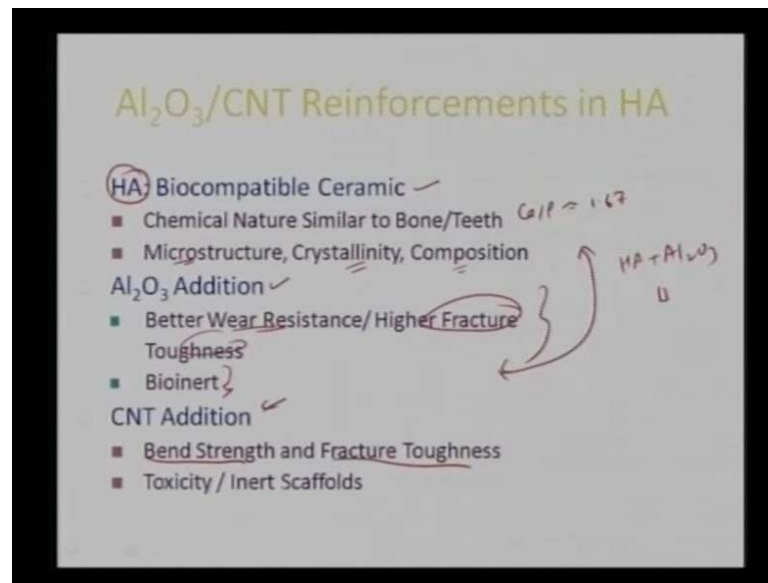 Al₂O₃/CNT Reinforcements in HA
HA: Biocompatible Ceramic
Chemical Nature Similar to Bone/Teeth Ca/P ≈ 1.67
Microstructure, Crystallinity, Composition
HA + Al₂O₃
Al₂O₃ Addition
Better Wear Resistance/ Higher Fracture
Toughness
Bioinert
CNT Addition
Bend Strength and Fracture Toughness
Toxicity / Inert Scaffolds